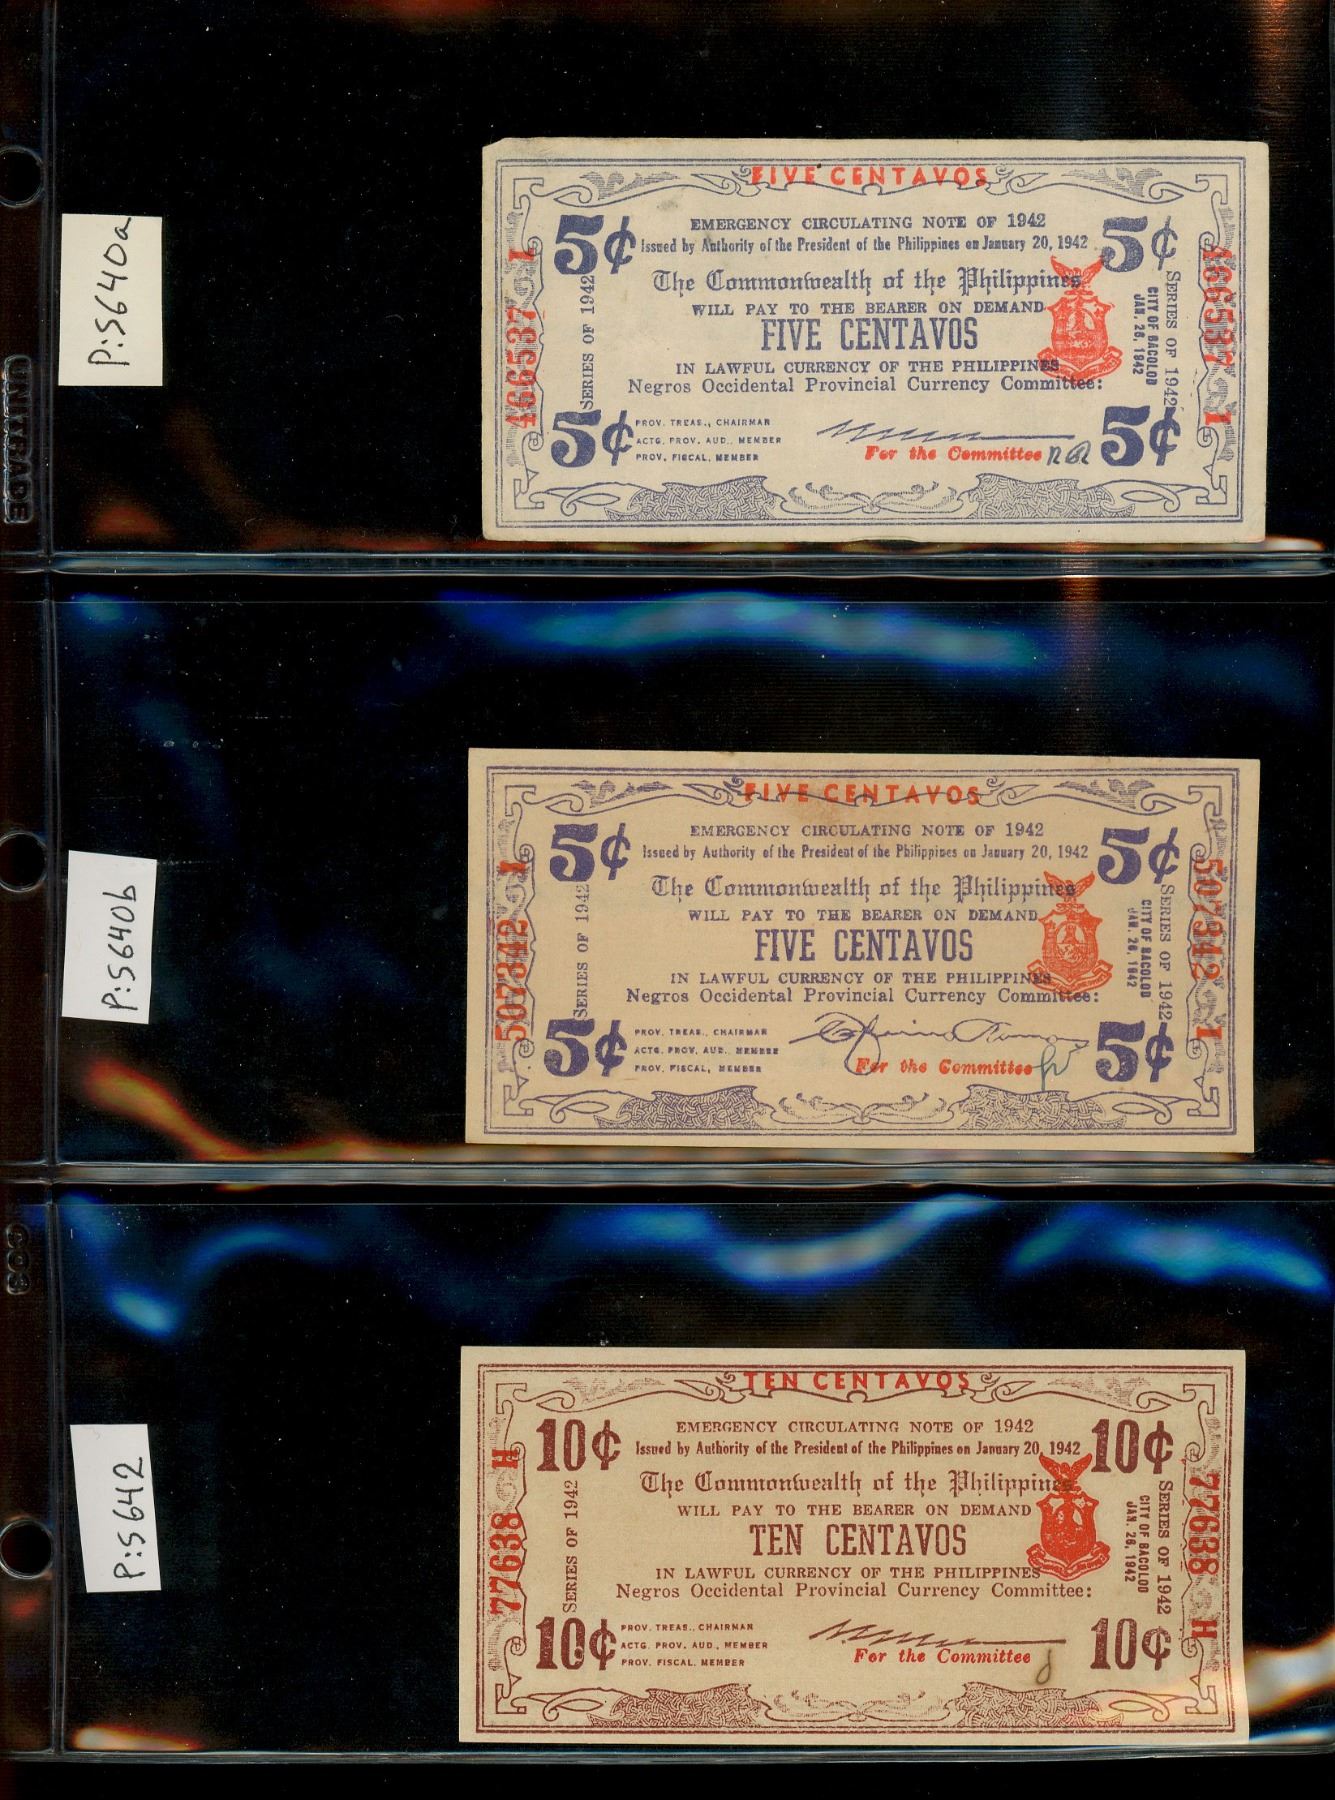 P:S640a
FIVE CENTAVOS
5¢
5¢
EMERGENCY CIRCULATING NOTE OF 1942
Issued by Authority of the President of the Philippines on January 20, 1942
The Commonwealth of the Philippines
WILL PAY TO THE BEARER ON DEMAND
FIVE CENTAVOS
IN LAWFUL CURRENCY OF THE PHILIPPINES
Negros Occidental Provincial Currency Committee:
466537 I
466537 I
SERIES OF 1942
SERIES OF 1942
CITY OF BACOLOD
JAN. 26, 1942
5¢
5¢
PROV. TREAS., CHAIRMAN
ACTG. PROV. AUD., MEMBER
PROV. FISCAL, MEMBER
For the Committee
UNITRADE
P:S640b
FIVE CENTAVOS
5¢
5¢
EMERGENCY CIRCULATING NOTE OF 1942
Issued by Authority of the President of the Philippines on January 20, 1942
The Commonwealth of the Philippines
WILL PAY TO THE BEARER ON DEMAND
FIVE CENTAVOS
IN LAWFUL CURRENCY OF THE PHILIPPINES
Negros Occidental Provincial Currency Committee:
507342 I
507342 I
SERIES OF 1942
SERIES OF 1942
CITY OF BACOLOD
JAN. 26, 1942
5¢
5¢
PROV. TREAS., CHAIRMAN
ACTG. PROV. AUD., MEMBER
PROV. FISCAL, MEMBER
For the Committee
P:S642
TEN CENTAVOS
10¢
10¢
EMERGENCY CIRCULATING NOTE OF 1942
Issued by Authority of the President of the Philippines on January 20, 1942
The Commonwealth of the Philippines
WILL PAY TO THE BEARER ON DEMAND
TEN CENTAVOS
IN LAWFUL CURRENCY OF THE PHILIPPINES
Negros Occidental Provincial Currency Committee:
77638 H
77638 H
SERIES OF 1942
SERIES OF 1942
CITY OF BACOLOD
JAN. 26, 1942
10¢
10¢
PROV. TREAS., CHAIRMAN
ACTG. PROV. AUD., MEMBER
PROV. FISCAL, MEMBER
For the Committee